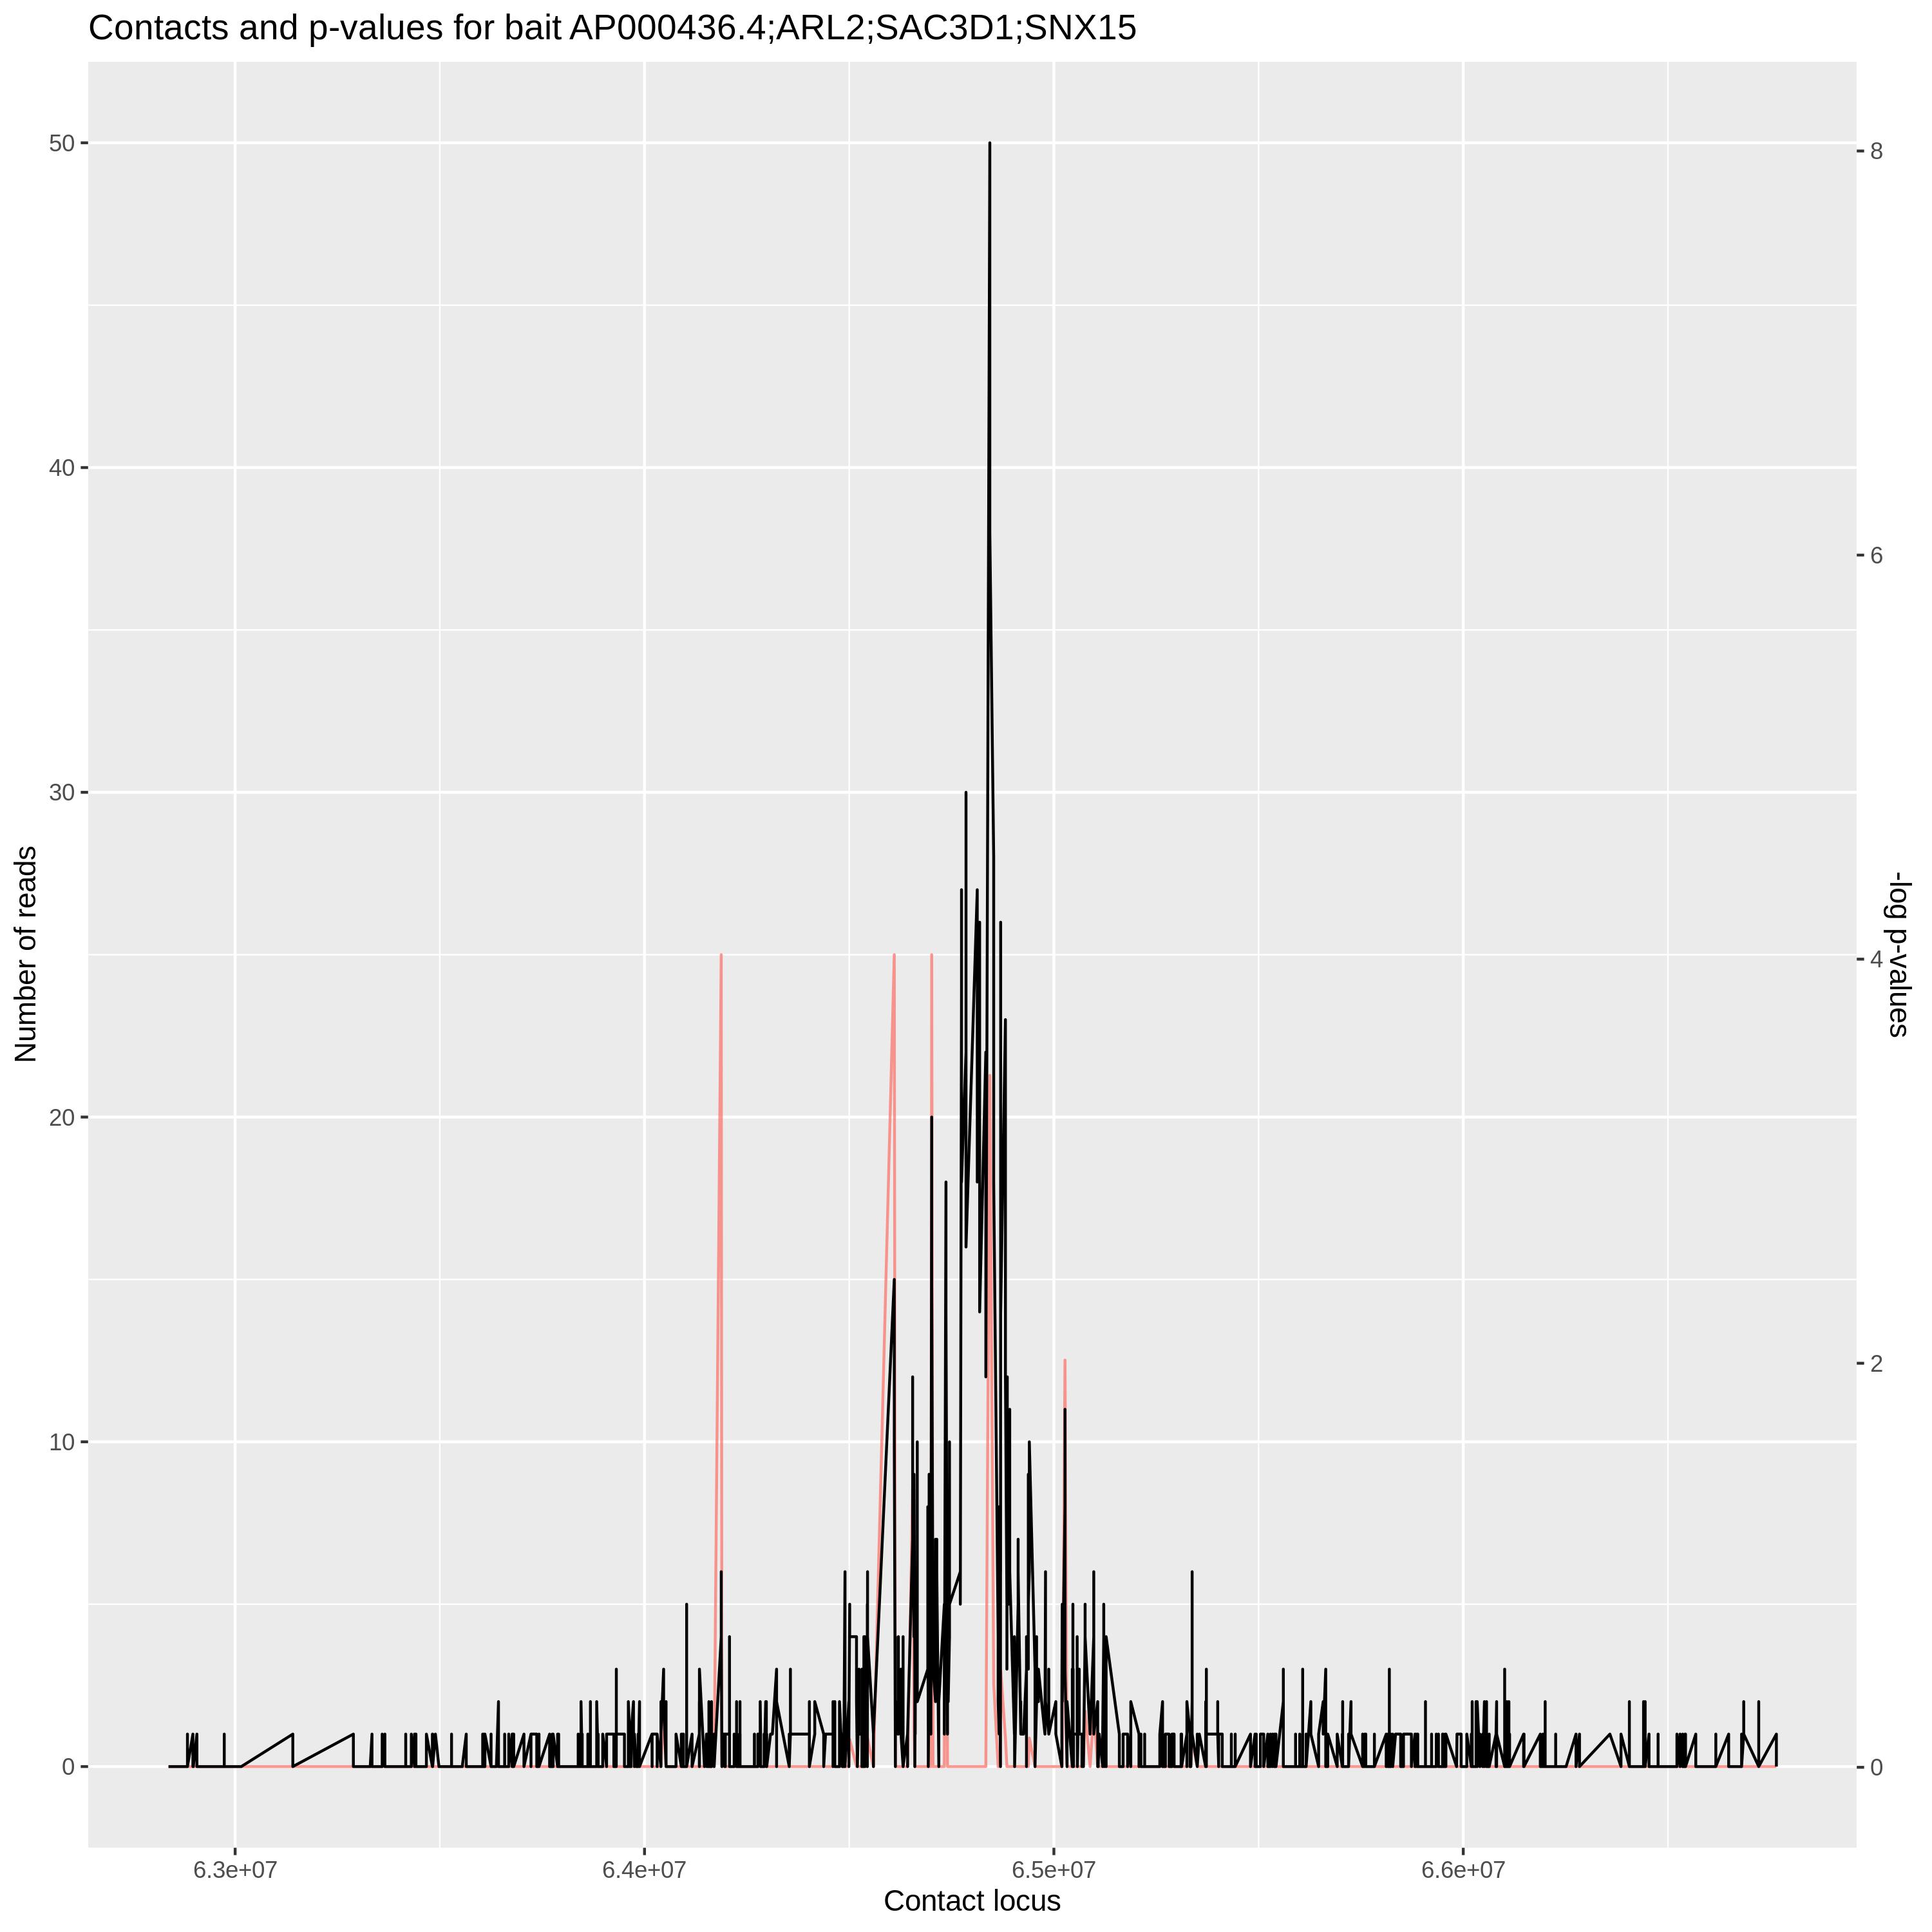 Contacts and p-values for bait AP000436.4;ARL2;SAC3D1;SNX15
50
40
30
20
10
0
Number of reads
8
6
4
2
0
-log p-values
6.3e+07 6.4e+07 6.5e+07 6.6e+07
Contact locus